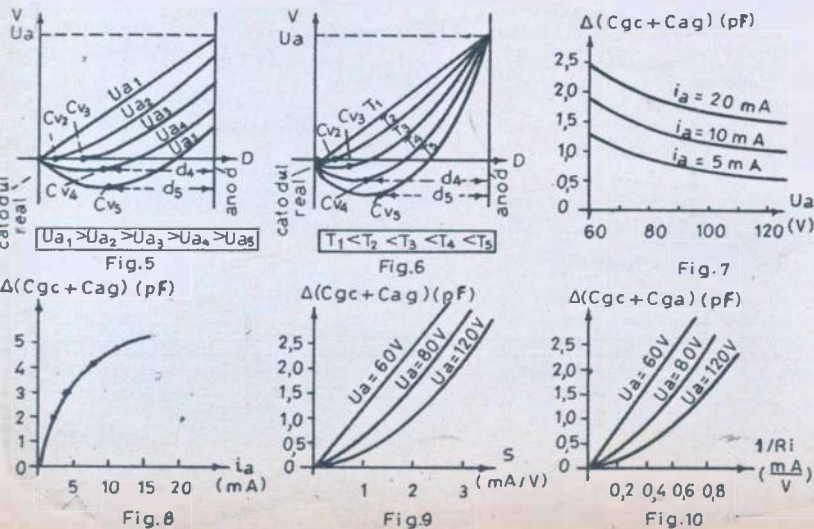 V
Ua
Ua1
Ua2
Ua3
Ua4
Ua5
Cv2
Cv3
Cv4
Cv5
D
d4
d5
catodul real
anod
Ua1 >Ua2 >Ua3 >Ua4 >Ua5
Fig.5
V
Ua
T1
2
3
4
5
Cv2
Cv3
Cv4
Cv5
D
d4
d5
catodul real
anod
T1 <T2 <T3 <T4 <T5
Fig.6
Δ(Cgc+Cag) (pF)
2,5
2,0
1,5
1,0
0,5
0
ia = 20 mA
ia = 10 mA
ia = 5 mA
60 80 100 120
Ua
(V)
Fig.7
Δ(Cgc+Cag) (pF)
5
4
3
2
1
0
5 10 15 20
ia
(mA)
Fig.8
Δ(Cgc+Cag) (pF)
2,5
2,0
1,5
1,0
0,5
0
Ua= 60V
Ua= 80V
Ua=120V
1 2 3
S
(mA/V)
Fig.9
Δ(Cgc+Cga) (pF)
2,5
2,0
1,5
1,0
0,5
0
Ua= 60V
Ua=80V
Ua=120V
0,2 0,4 0,6 0,8
1/Ri
(mA/V)
Fig.10